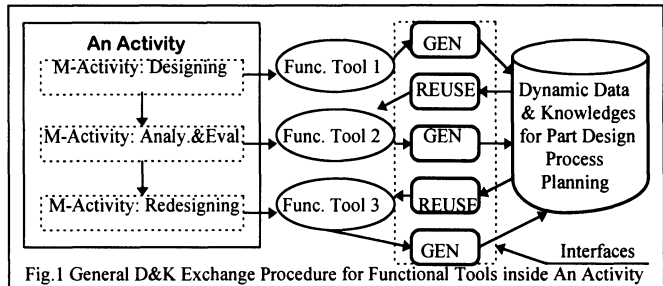 An Activity
M-Activity: Designing
M-Activity: Analy.&Eval
M-Activity: Redesigning
Func. Tool 1
Func. Tool 2
Func. Tool 3
GEN
REUSE
GEN
REUSE
GEN
Dynamic Data
& Knowledges
for Part Design
Process
Planning
Interfaces
Fig.1 General D&K Exchange Procedure for Functional Tools inside An Activity